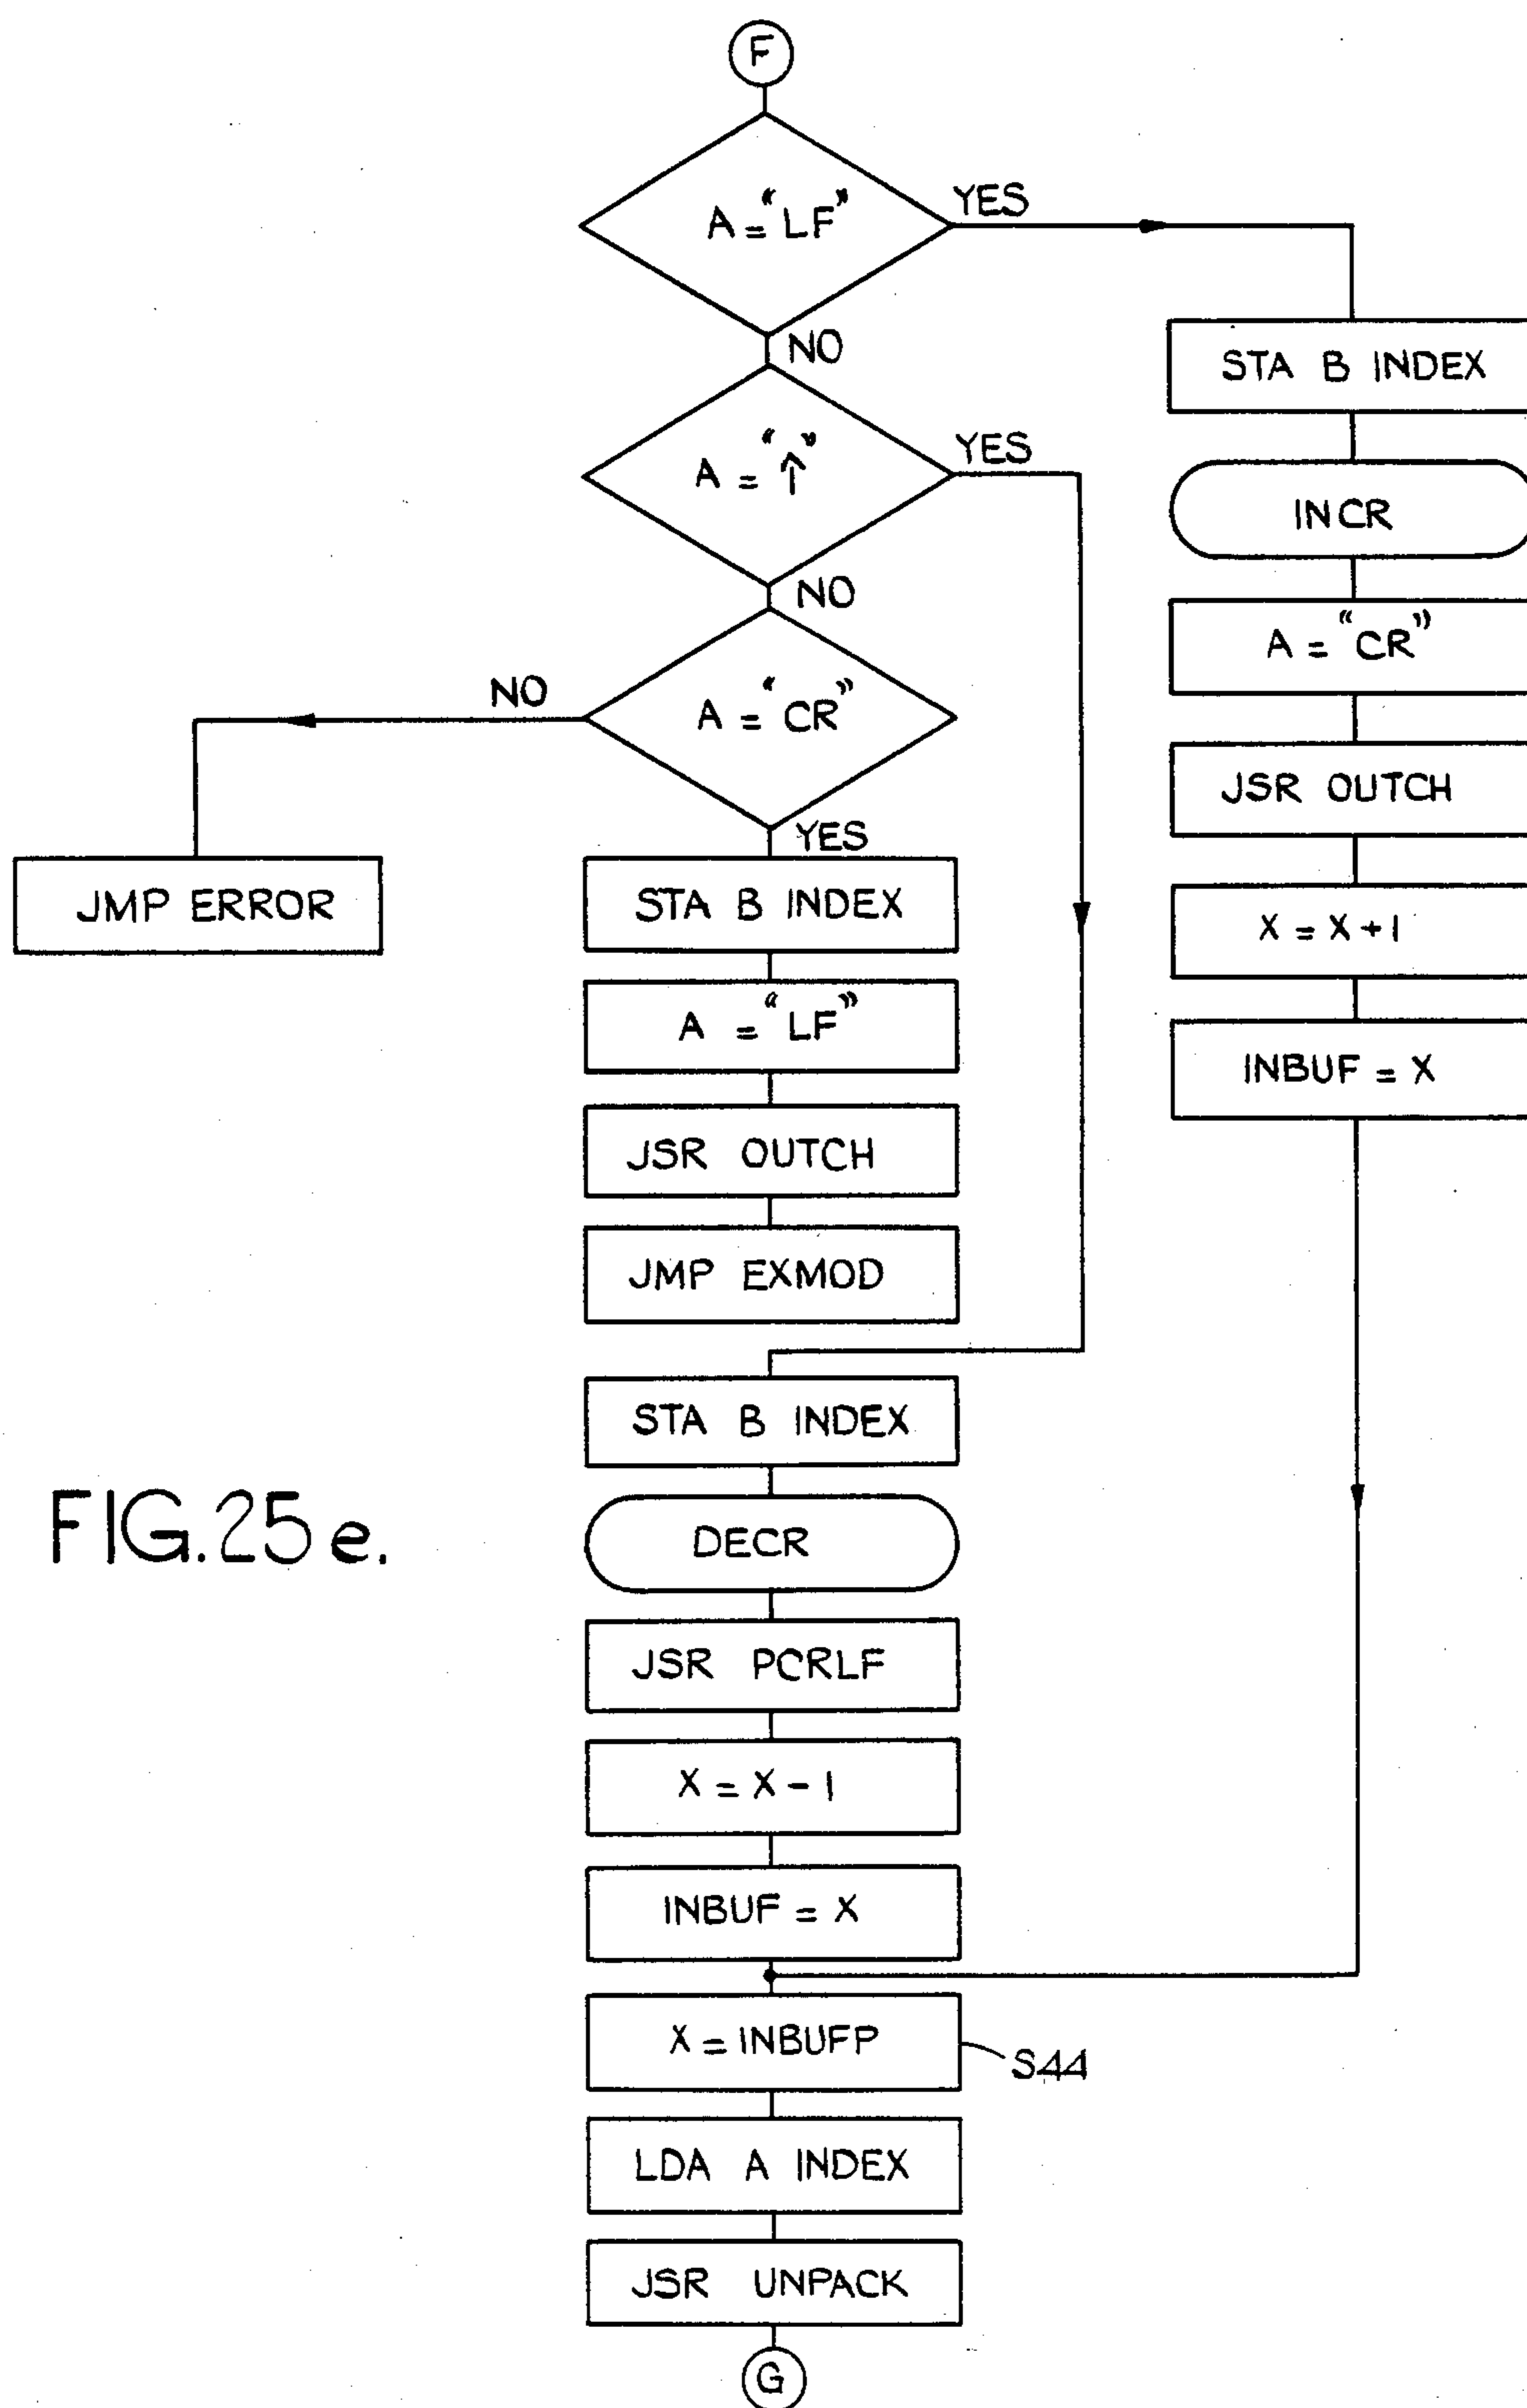 F
A = "LF"
YES
NO
STA B INDEX
A = "↑"
YES
INCR
NO
A = "CR"
A = "CR"
NO
JSR OUTCH
YES
JMP ERROR
STA B INDEX
X = X + 1
A = "LF"
INBUF = X
JSR OUTCH
JMP EXMOD
STA B INDEX
FIG. 25 e.
DECR
JSR PCRLF
X = X - 1
INBUF = X
X = INBUFP
S44
LDA A INDEX
JSR UNPACK
G